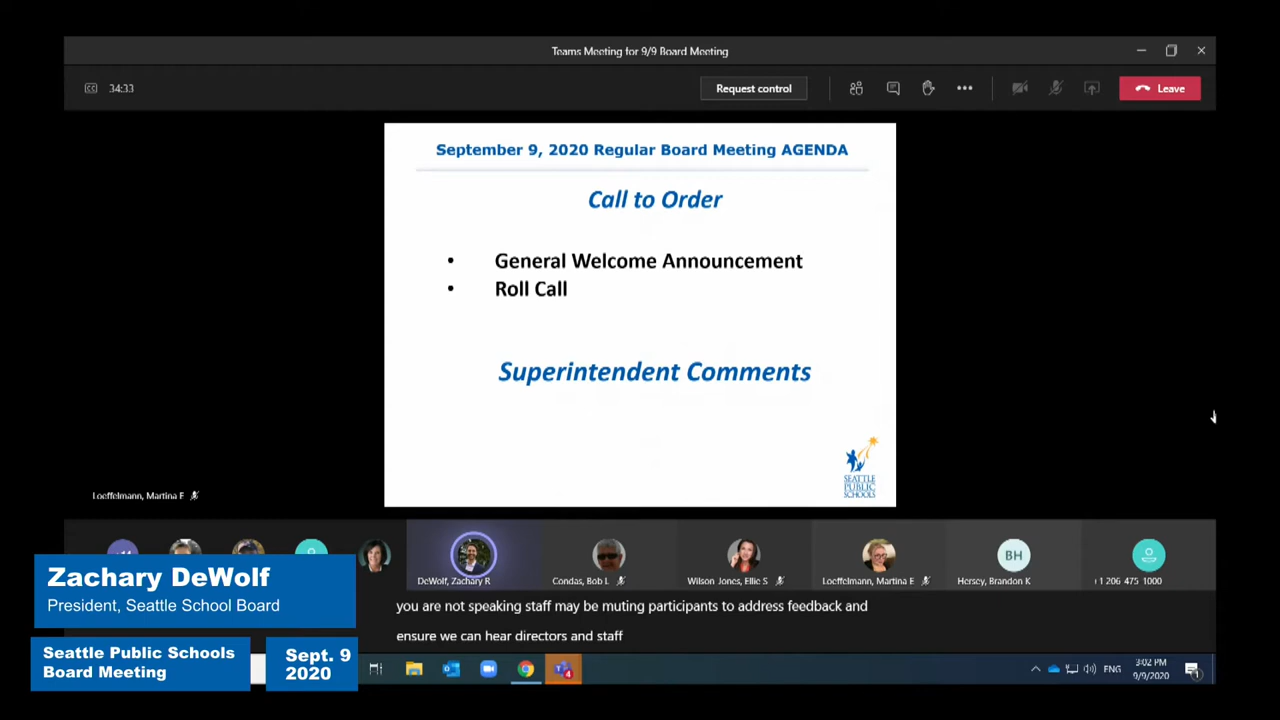 Teams Meeting for 9/9 Board Meeting
34:33
Request control
Leave
September 9, 2020 Regular Board Meeting AGENDA
Call to Order
• General Welcome Announcement
• Roll Call
Superintendent Comments
SEATTLE
PUBLIC
SCHOOLS
Loeffelmann, Martina E
DeWolf, Zachary R
Condas, Bob L
Wilson Jones, Ellie S
Loeffelmann, Martina E
BH
Hersey, Brandon K
+1 206-475-1000
Zachary DeWolf
President, Seattle School Board
you are not speaking staff may be muting participants to address feedback and
ensure we can hear directors and staff
Seattle Public Schools
Board Meeting
Sept. 9
2020
4
ENG
3:02 PM
9/9/2020
1